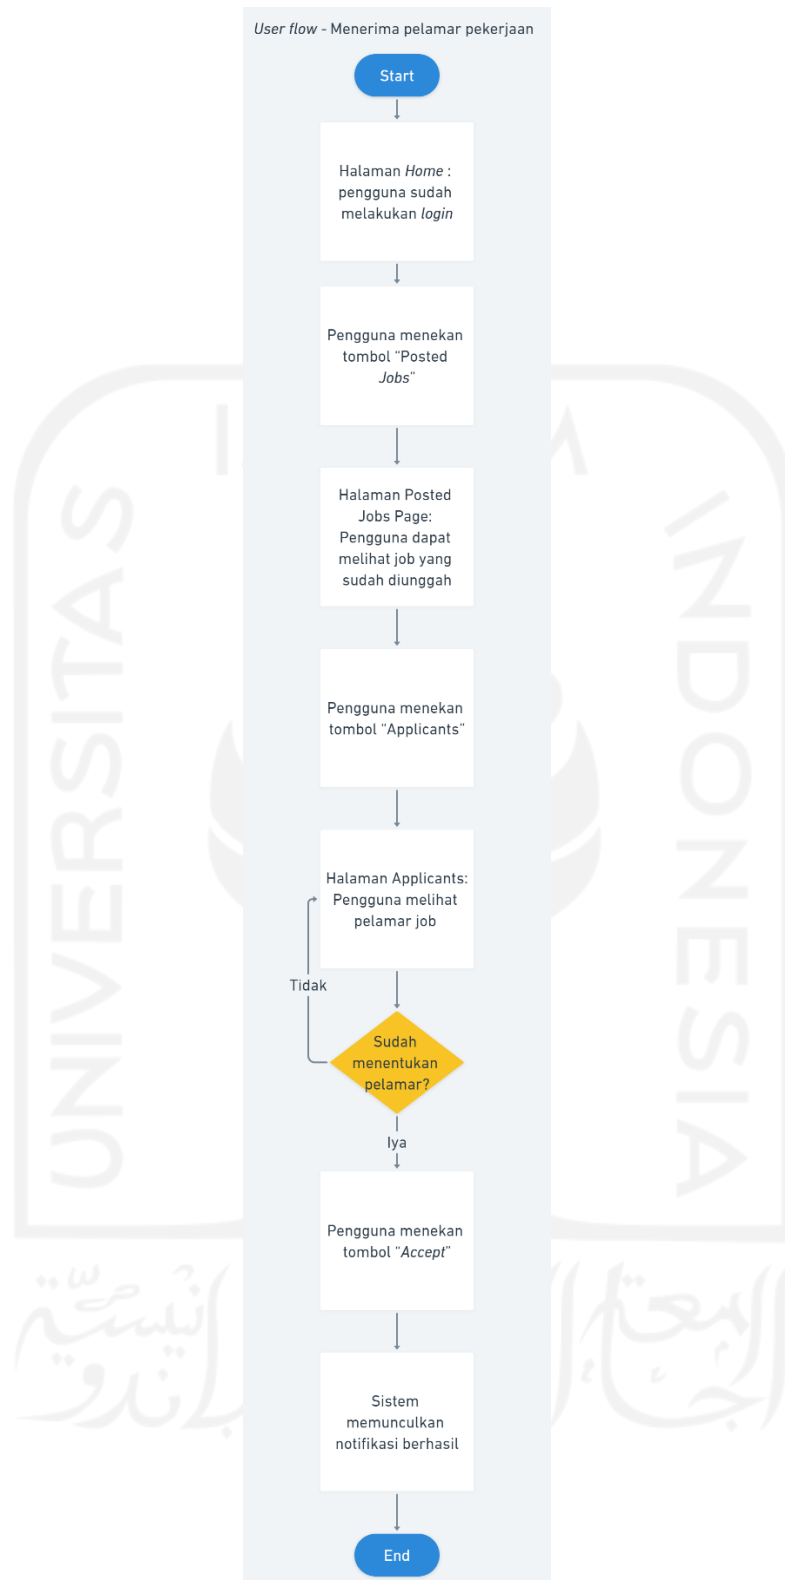 User flow - Menerima pelamar pekerjaan
Start
Halaman Home :
pengguna sudah
melakukan login
Pengguna menekan
tombol “Posted
Jobs”
Halaman Posted
Jobs Page:
Pengguna dapat
melihat job yang
sudah diunggah
Pengguna menekan
tombol “Applicants”
Halaman Applicants:
Pengguna melihat
pelamar job
Tidak
Sudah
menentukan
pelamar?
Iya
Pengguna menekan
tombol “Accept”
Sistem
memunculkan
notifikasi berhasil
End
UNIVERSITAS
INDONESIA